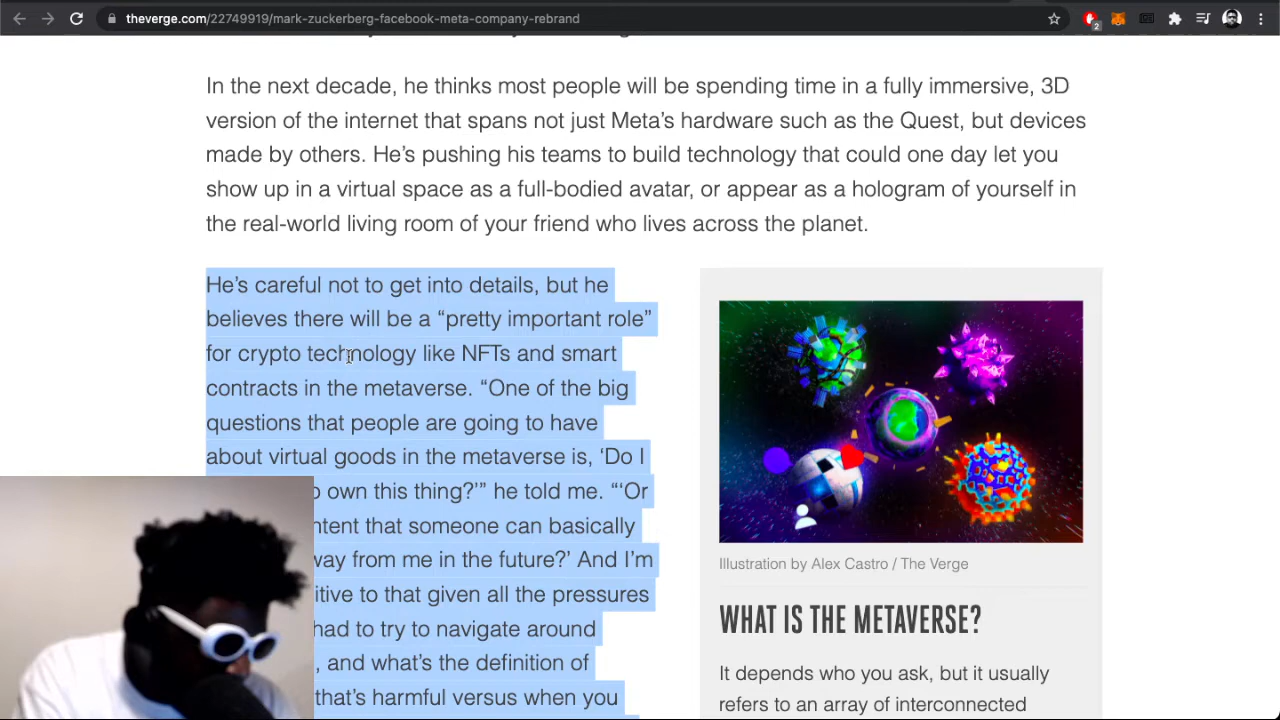 theverge.com/22749919/mark-zuckerberg-facebook-meta-company-rebrand
2
In the next decade, he thinks most people will be spending time in a fully immersive, 3D
version of the internet that spans not just Meta’s hardware such as the Quest, but devices
made by others. He’s pushing his teams to build technology that could one day let you
show up in a virtual space as a full-bodied avatar, or appear as a hologram of yourself in
the real-world living room of your friend who lives across the planet.
He’s careful not to get into details, but he
believes there will be a “pretty important role”
for crypto technology like NFTs and smart
contracts in the metaverse. “One of the big
questions that people are going to have
about virtual goods in the metaverse is, ‘Do I
own this thing?’” he told me. “‘Or
that someone can basically
from me in the future?’ And I’m
to that given all the pressures
had to try to navigate around
, and what’s the definition of
that’s harmful versus when you
Illustration by Alex Castro / The Verge
WHAT IS THE METAVERSE?
It depends who you ask, but it usually
refers to an array of interconnected